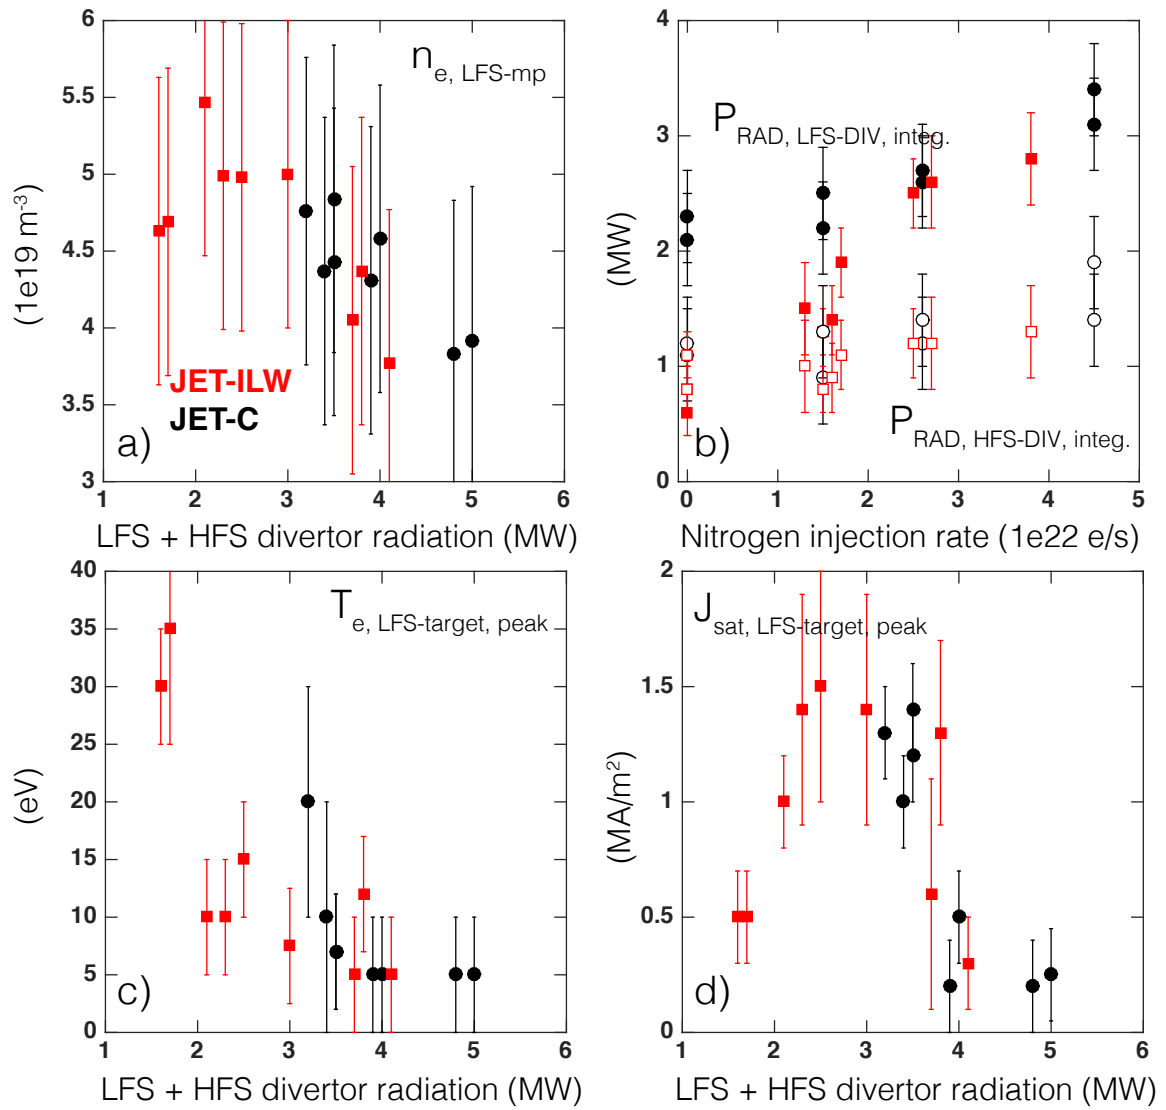 6
5.5
5
4.5
4
3.5
3
1 2 3 4 5 6
(1e19 m-3)
ne, LFS-mp
JET-ILW
JET-C
a)
LFS + HFS divertor radiation (MW)
4
3
2
1
0
0 1 2 3 4 5
(MW)
PRAD, LFS-DIV, integ.
PRAD, HFS-DIV, integ.
b)
Nitrogen injection rate (1e22 e/s)
40
35
30
25
20
15
10
5
0
1 2 3 4 5 6
(eV)
Te, LFS-target, peak
c)
LFS + HFS divertor radiation (MW)
2
1.5
1
0.5
0
1 2 3 4 5 6
(MA/m2)
Jsat, LFS-target, peak
d)
LFS + HFS divertor radiation (MW)